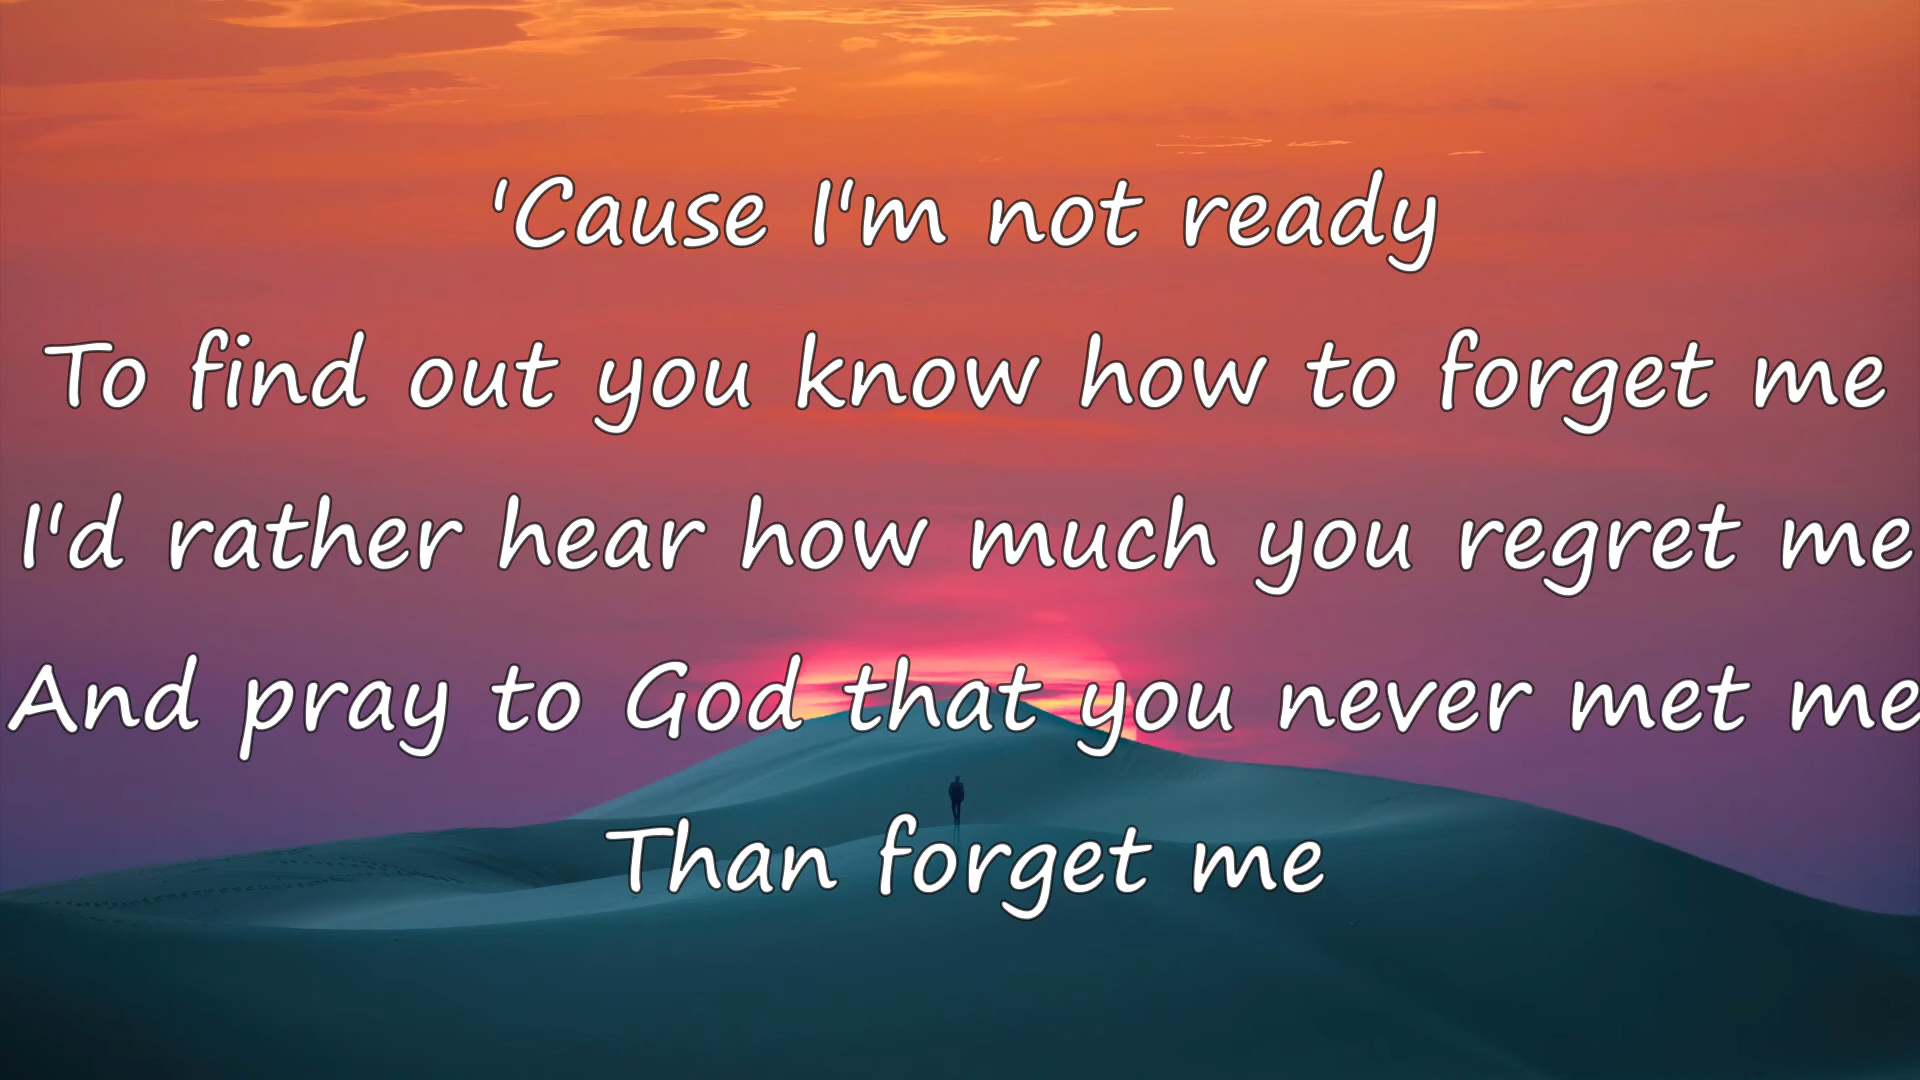 'Cause I'm not ready
To find out you know how to forget me
I'd rather hear how much you regret me
And pray to God that you never met me
Than forget me